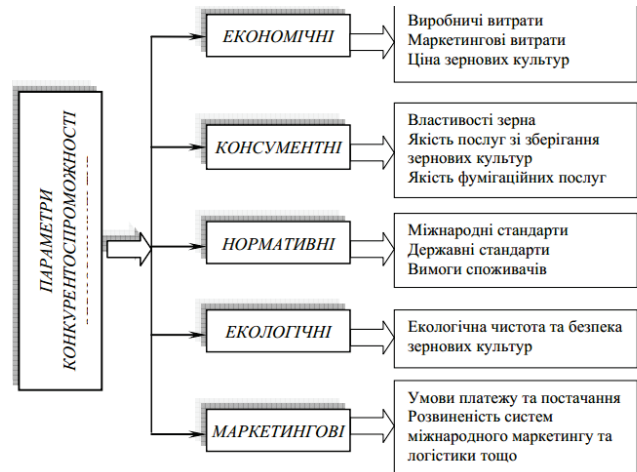 ПАРАМЕТРИ
КОНКУРЕНТОСПРОМОЖНОСТІ
ЕКОНОМІЧНІ
Виробничі витрати
Маркетингові витрати
Ціна зернових культур
КОНСУМЕНТНІ
Властивості зерна
Якість послуг зі зберігання
зернових культур
Якість фумігаційних послуг
НОРМАТИВНІ
Міжнародні стандарти
Державні стандарти
Вимоги споживачів
ЕКОЛОГІЧНІ
Екологічна чистота та безпека
зернових культур
МАРКЕТИНГОВІ
Умови платежу та постачання
Розвиненість систем
міжнародного маркетингу та
логістики тощо